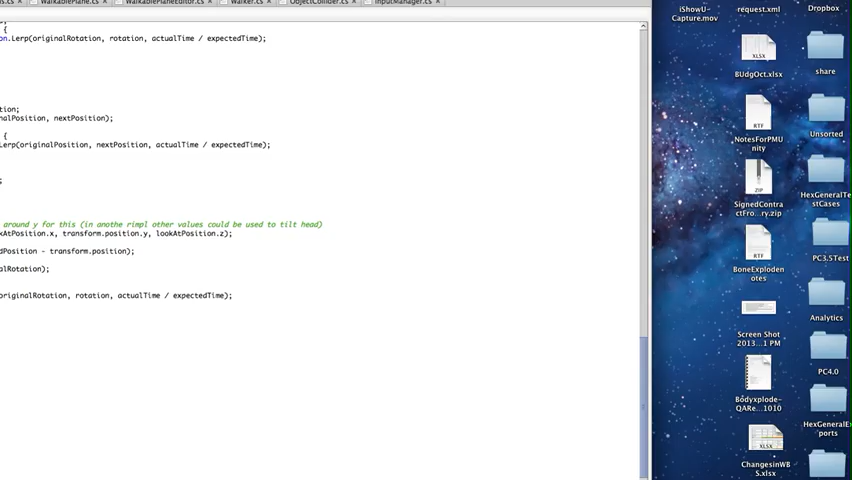 WalkablePlane.cs ×
WalkablePlaneEditor.cs ×
Walker.cs ×
ObjectCollider.cs ×
InputManager.cs ×
{
on.Lerp(originalRotation, rotation, actualTime / expectedTime);
tion;
nalPosition, nextPosition);
{
Lerp(originalPosition, nextPosition, actualTime / expectedTime);
;
around y for this (in anothe rimpl other values could be used to tilt head)
kAtPosition.x, transform.position.y, lookAtPosition.z);
dPosition - transform.position);
alRotation);
originalRotation, rotation, actualTime / expectedTime);
iShowU-
Capture.mov
request.xml
Dropbox
XLSX
BUdgOct.xlsx
share
RTF
NotesForPMU
nity
Unsorted
ZIP
SignedContra
ctFro...ry.zip
HexGeneralTe
stCases
RTF
BoneExploden
otes
PC3.5Test
Screen Shot
2013...1 PM
Analytics
PC4.0
Bodyxplode-
QARe...1010
HexGeneralEx
ports
XLSX
ChangesinWB
S.xlsx